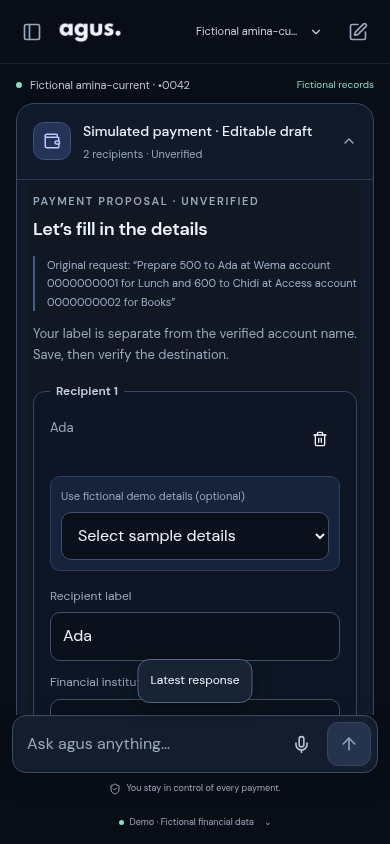 agus.
Fictional amina-cu...
Fictional amina-current · •0042
Fictional records
Simulated payment · Editable draft
2 recipients · Unverified
PAYMENT PROPOSAL · UNVERIFIED
Let’s fill in the details
Original request: “Prepare 500 to Ada at Wema account
0000000001 for Lunch and 600 to Chidi at Access account
0000000002 for Books”
Your label is separate from the verified account name.
Save, then verify the destination.
Recipient 1
Ada
Use fictional demo details (optional)
Select sample details
Recipient label
Ada
Financial
Latest response
Ask agus anything...
You stay in control of every payment.
Demo · Fictional financial data